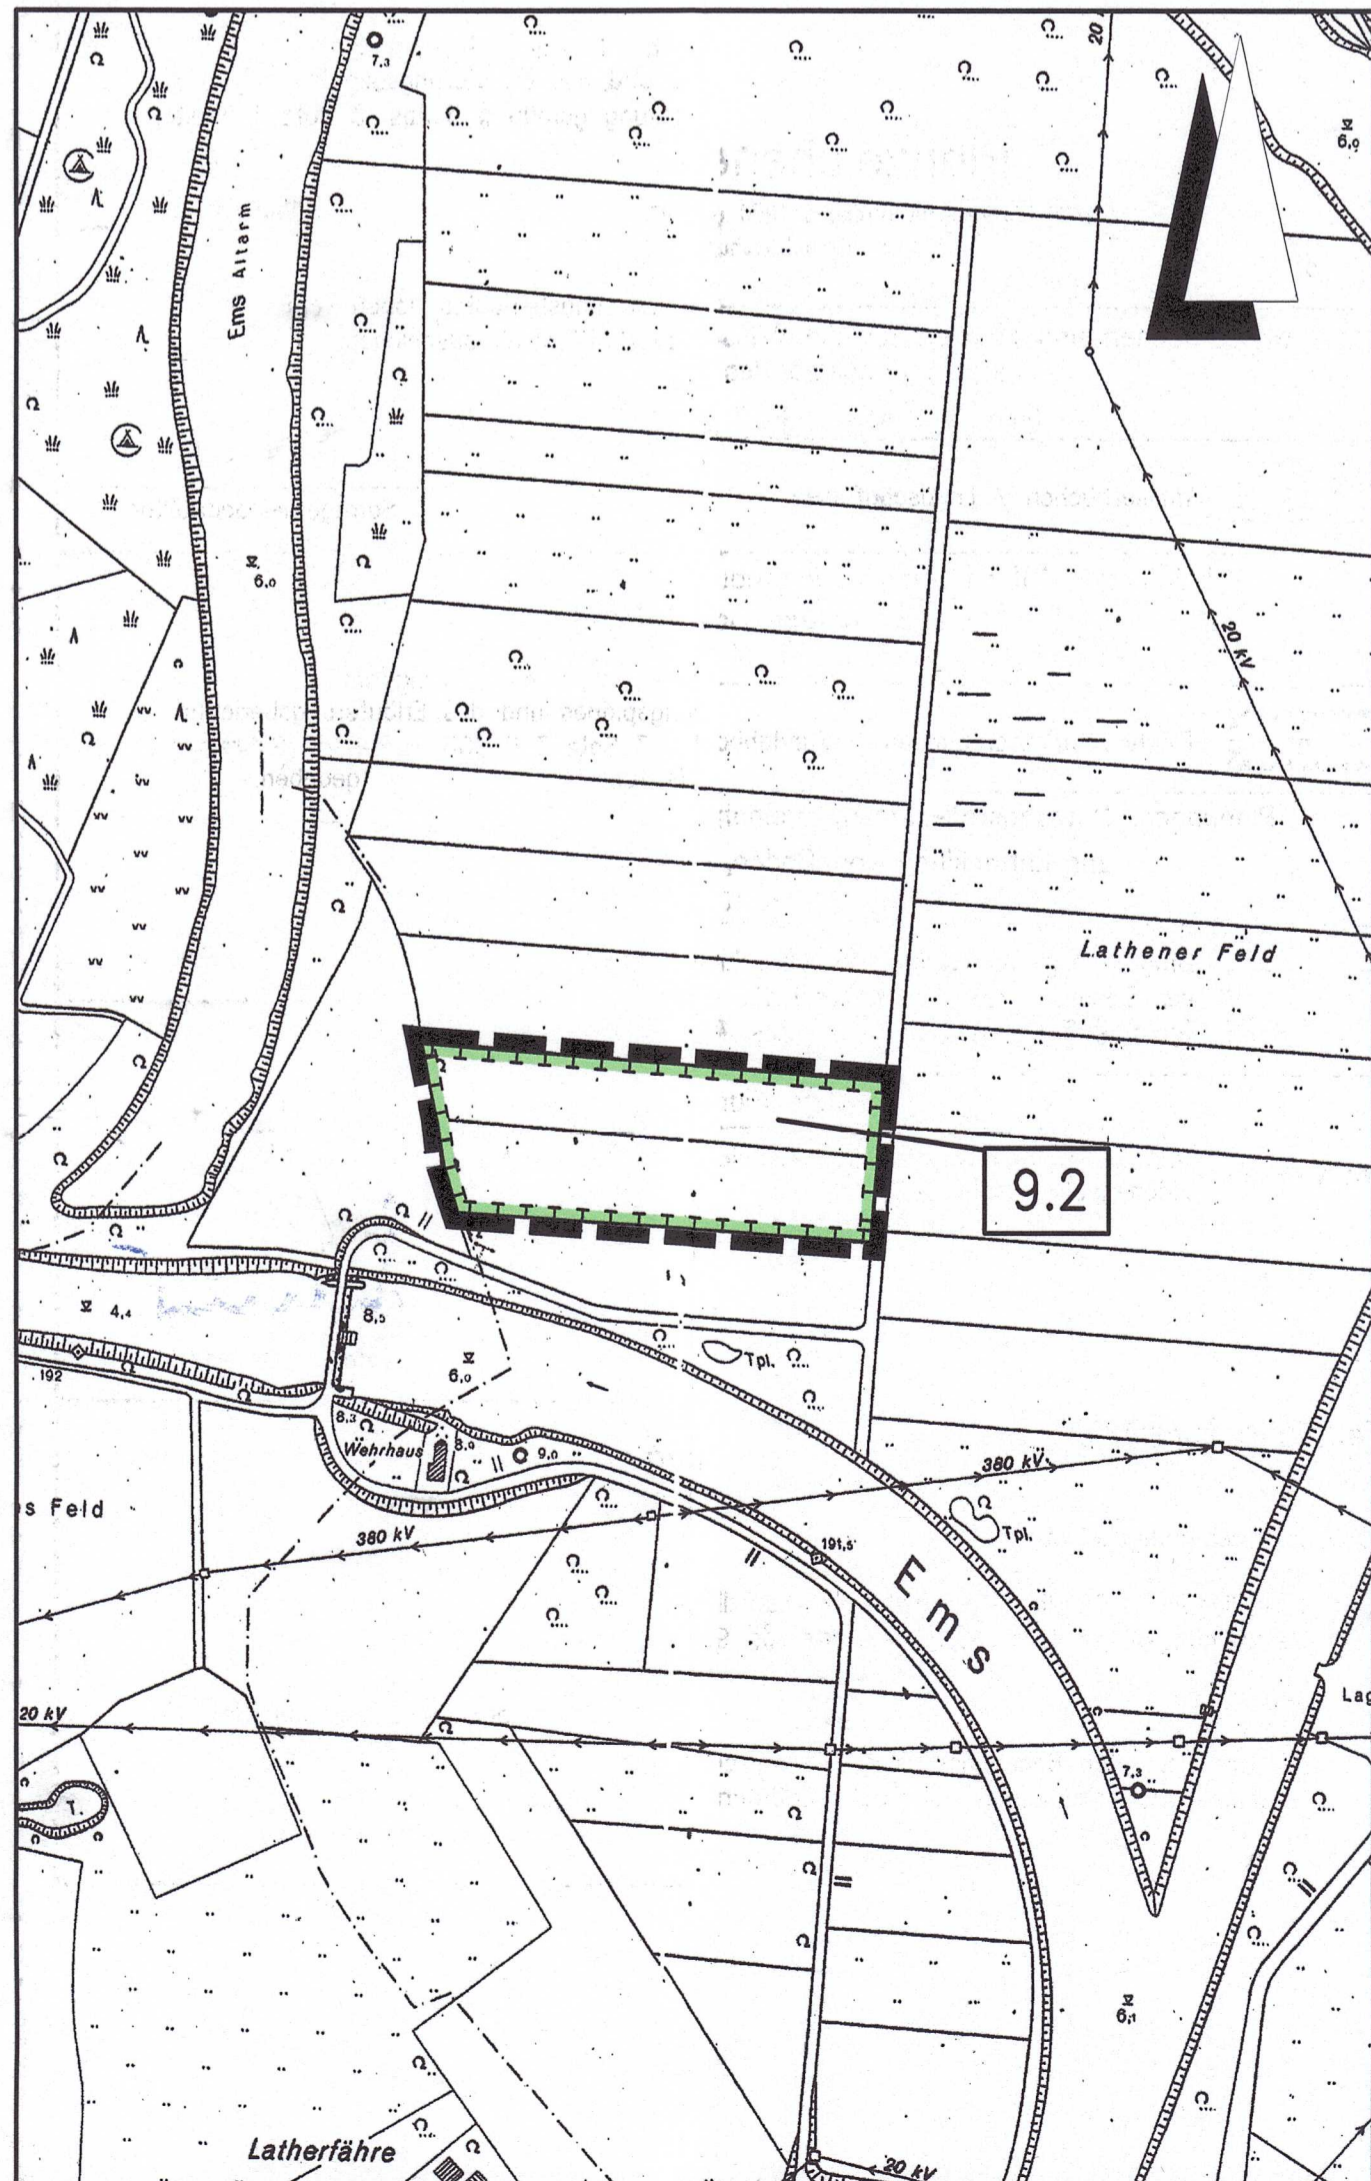 7,3
20
6,0
Ems Altarm
6,0
20 kV
Lathener Feld
9.2
4,4
8,5
192
Tpl.
6,0
8,3
Wehrhaus
8,9
9,0
380 kV
s Feld
380 kV
Tpl.
191,5
Ems
Lag
20 kV
7,3
T.
6,1
Latherfähre
20 kV